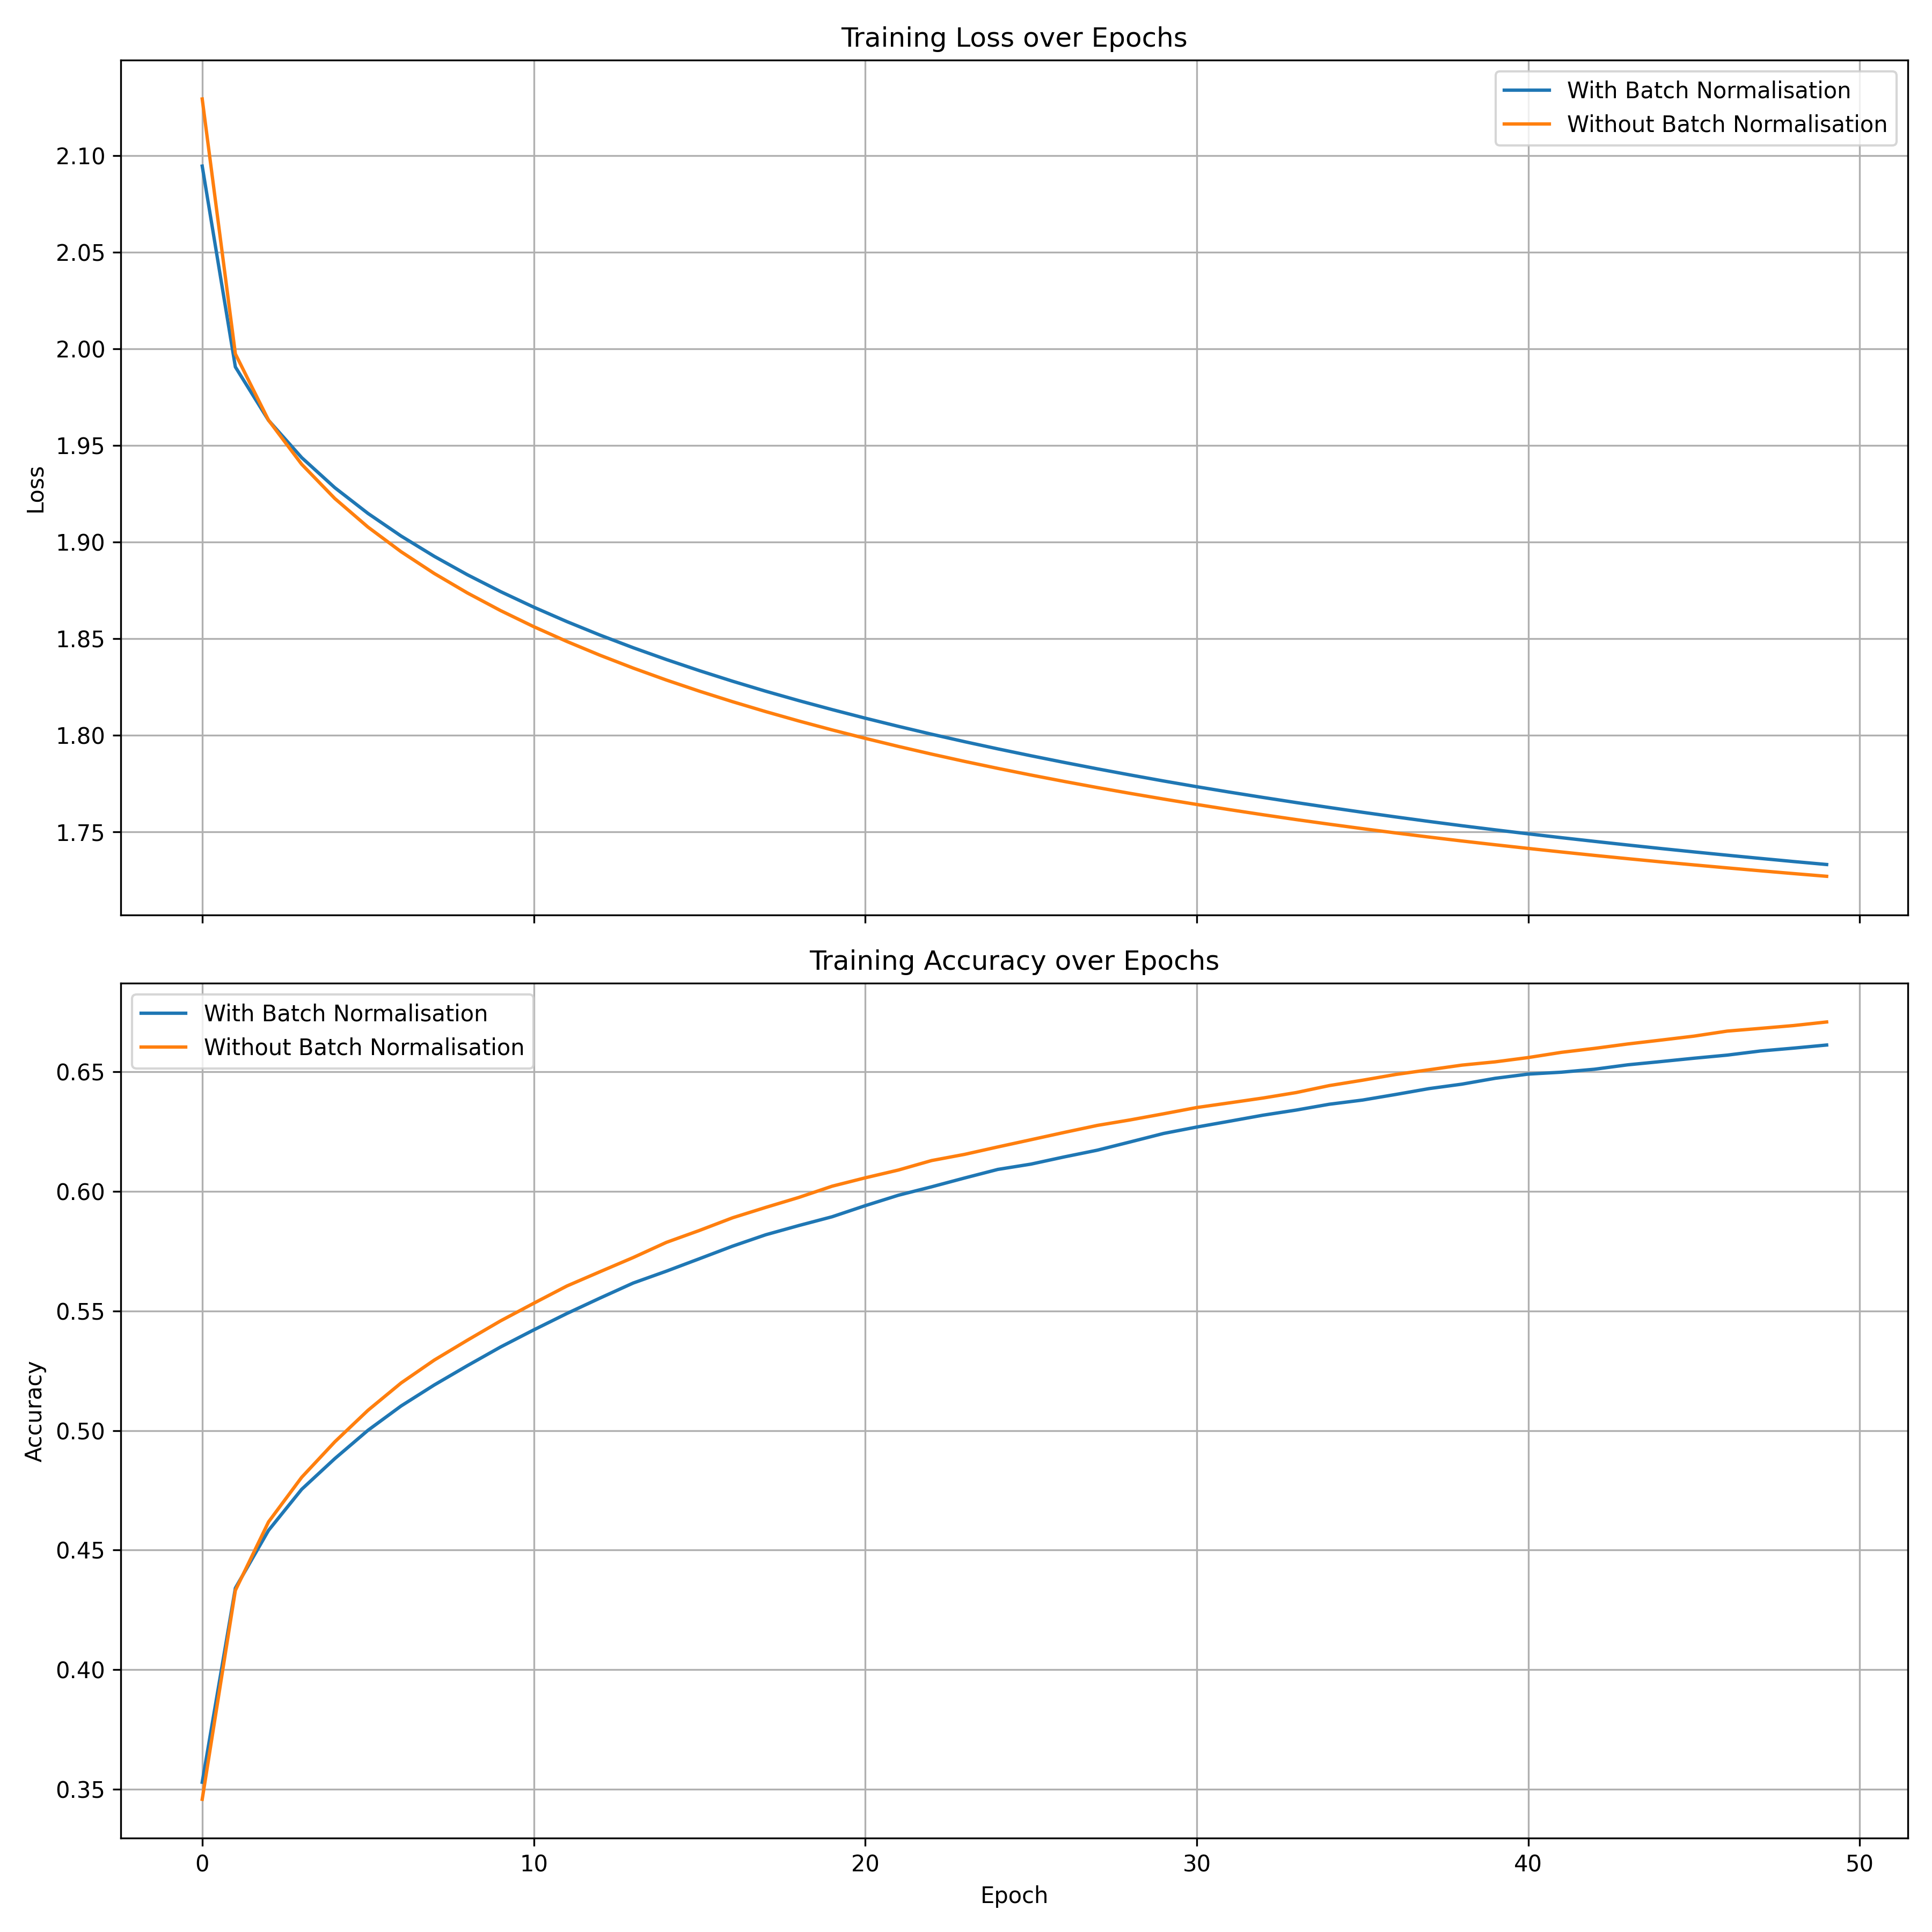 Training Loss over Epochs
With Batch Normalisation
Without Batch Normalisation
2.10
2.05
2.00
1.95
1.90
1.85
1.80
1.75
Loss
Training Accuracy over Epochs
With Batch Normalisation
Without Batch Normalisation
0.65
0.60
0.55
0.50
0.45
0.40
0.35
Accuracy
0 10 20 30 40 50
Epoch